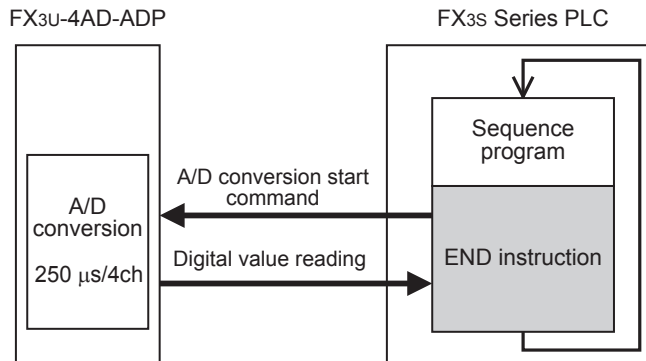 FX3U-4AD-ADP
FX3S Series PLC
Sequence
program
A/D conversion start
command
A/D
conversion
250 μs/4ch
Digital value reading
END instruction